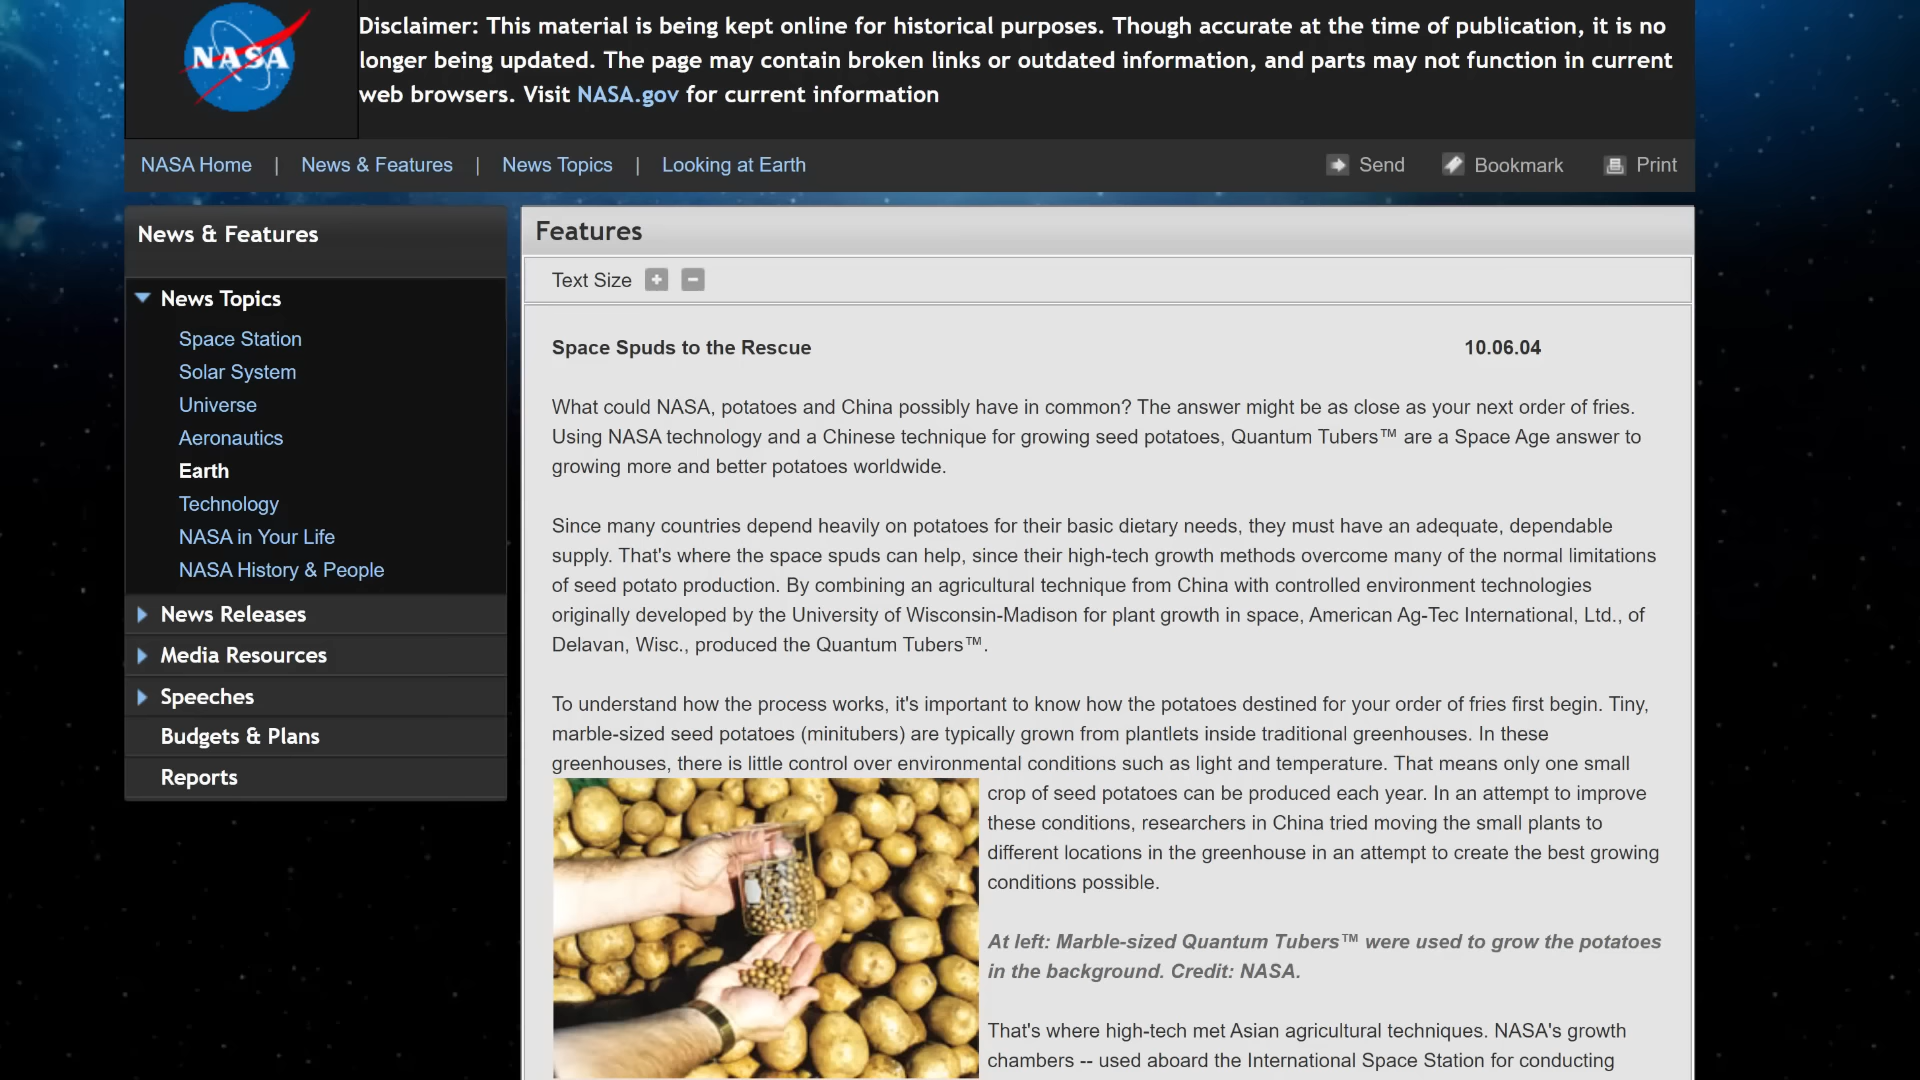 NASA
Disclaimer: This material is being kept online for historical purposes. Though accurate at the time of publication, it is no
longer being updated. The page may contain broken links or outdated information, and parts may not function in current
web browsers. Visit NASA.gov for current information
NASA Home | News & Features | News Topics | Looking at Earth
Send Bookmark Print
News & Features
News Topics
Space Station
Solar System
Universe
Aeronautics
Earth
Technology
NASA in Your Life
NASA History & People
News Releases
Media Resources
Speeches
Budgets & Plans
Reports
Features
Text Size + -
Space Spuds to the Rescue 10.06.04
What could NASA, potatoes and China possibly have in common? The answer might be as close as your next order of fries.
Using NASA technology and a Chinese technique for growing seed potatoes, Quantum Tubers™ are a Space Age answer to
growing more and better potatoes worldwide.
Since many countries depend heavily on potatoes for their basic dietary needs, they must have an adequate, dependable
supply. That's where the space spuds can help, since their high-tech growth methods overcome many of the normal limitations
of seed potato production. By combining an agricultural technique from China with controlled environment technologies
originally developed by the University of Wisconsin-Madison for plant growth in space, American Ag-Tec International, Ltd., of
Delavan, Wisc., produced the Quantum Tubers™.
To understand how the process works, it's important to know how the potatoes destined for your order of fries first begin. Tiny,
marble-sized seed potatoes (minitubers) are typically grown from plantlets inside traditional greenhouses. In these
greenhouses, there is little control over environmental conditions such as light and temperature. That means only one small
crop of seed potatoes can be produced each year. In an attempt to improve
these conditions, researchers in China tried moving the small plants to
different locations in the greenhouse in an attempt to create the best growing
conditions possible.
At left: Marble-sized Quantum Tubers™ were used to grow the potatoes
in the background. Credit: NASA.
That's where high-tech met Asian agricultural techniques. NASA's growth
chambers -- used aboard the International Space Station for conducting